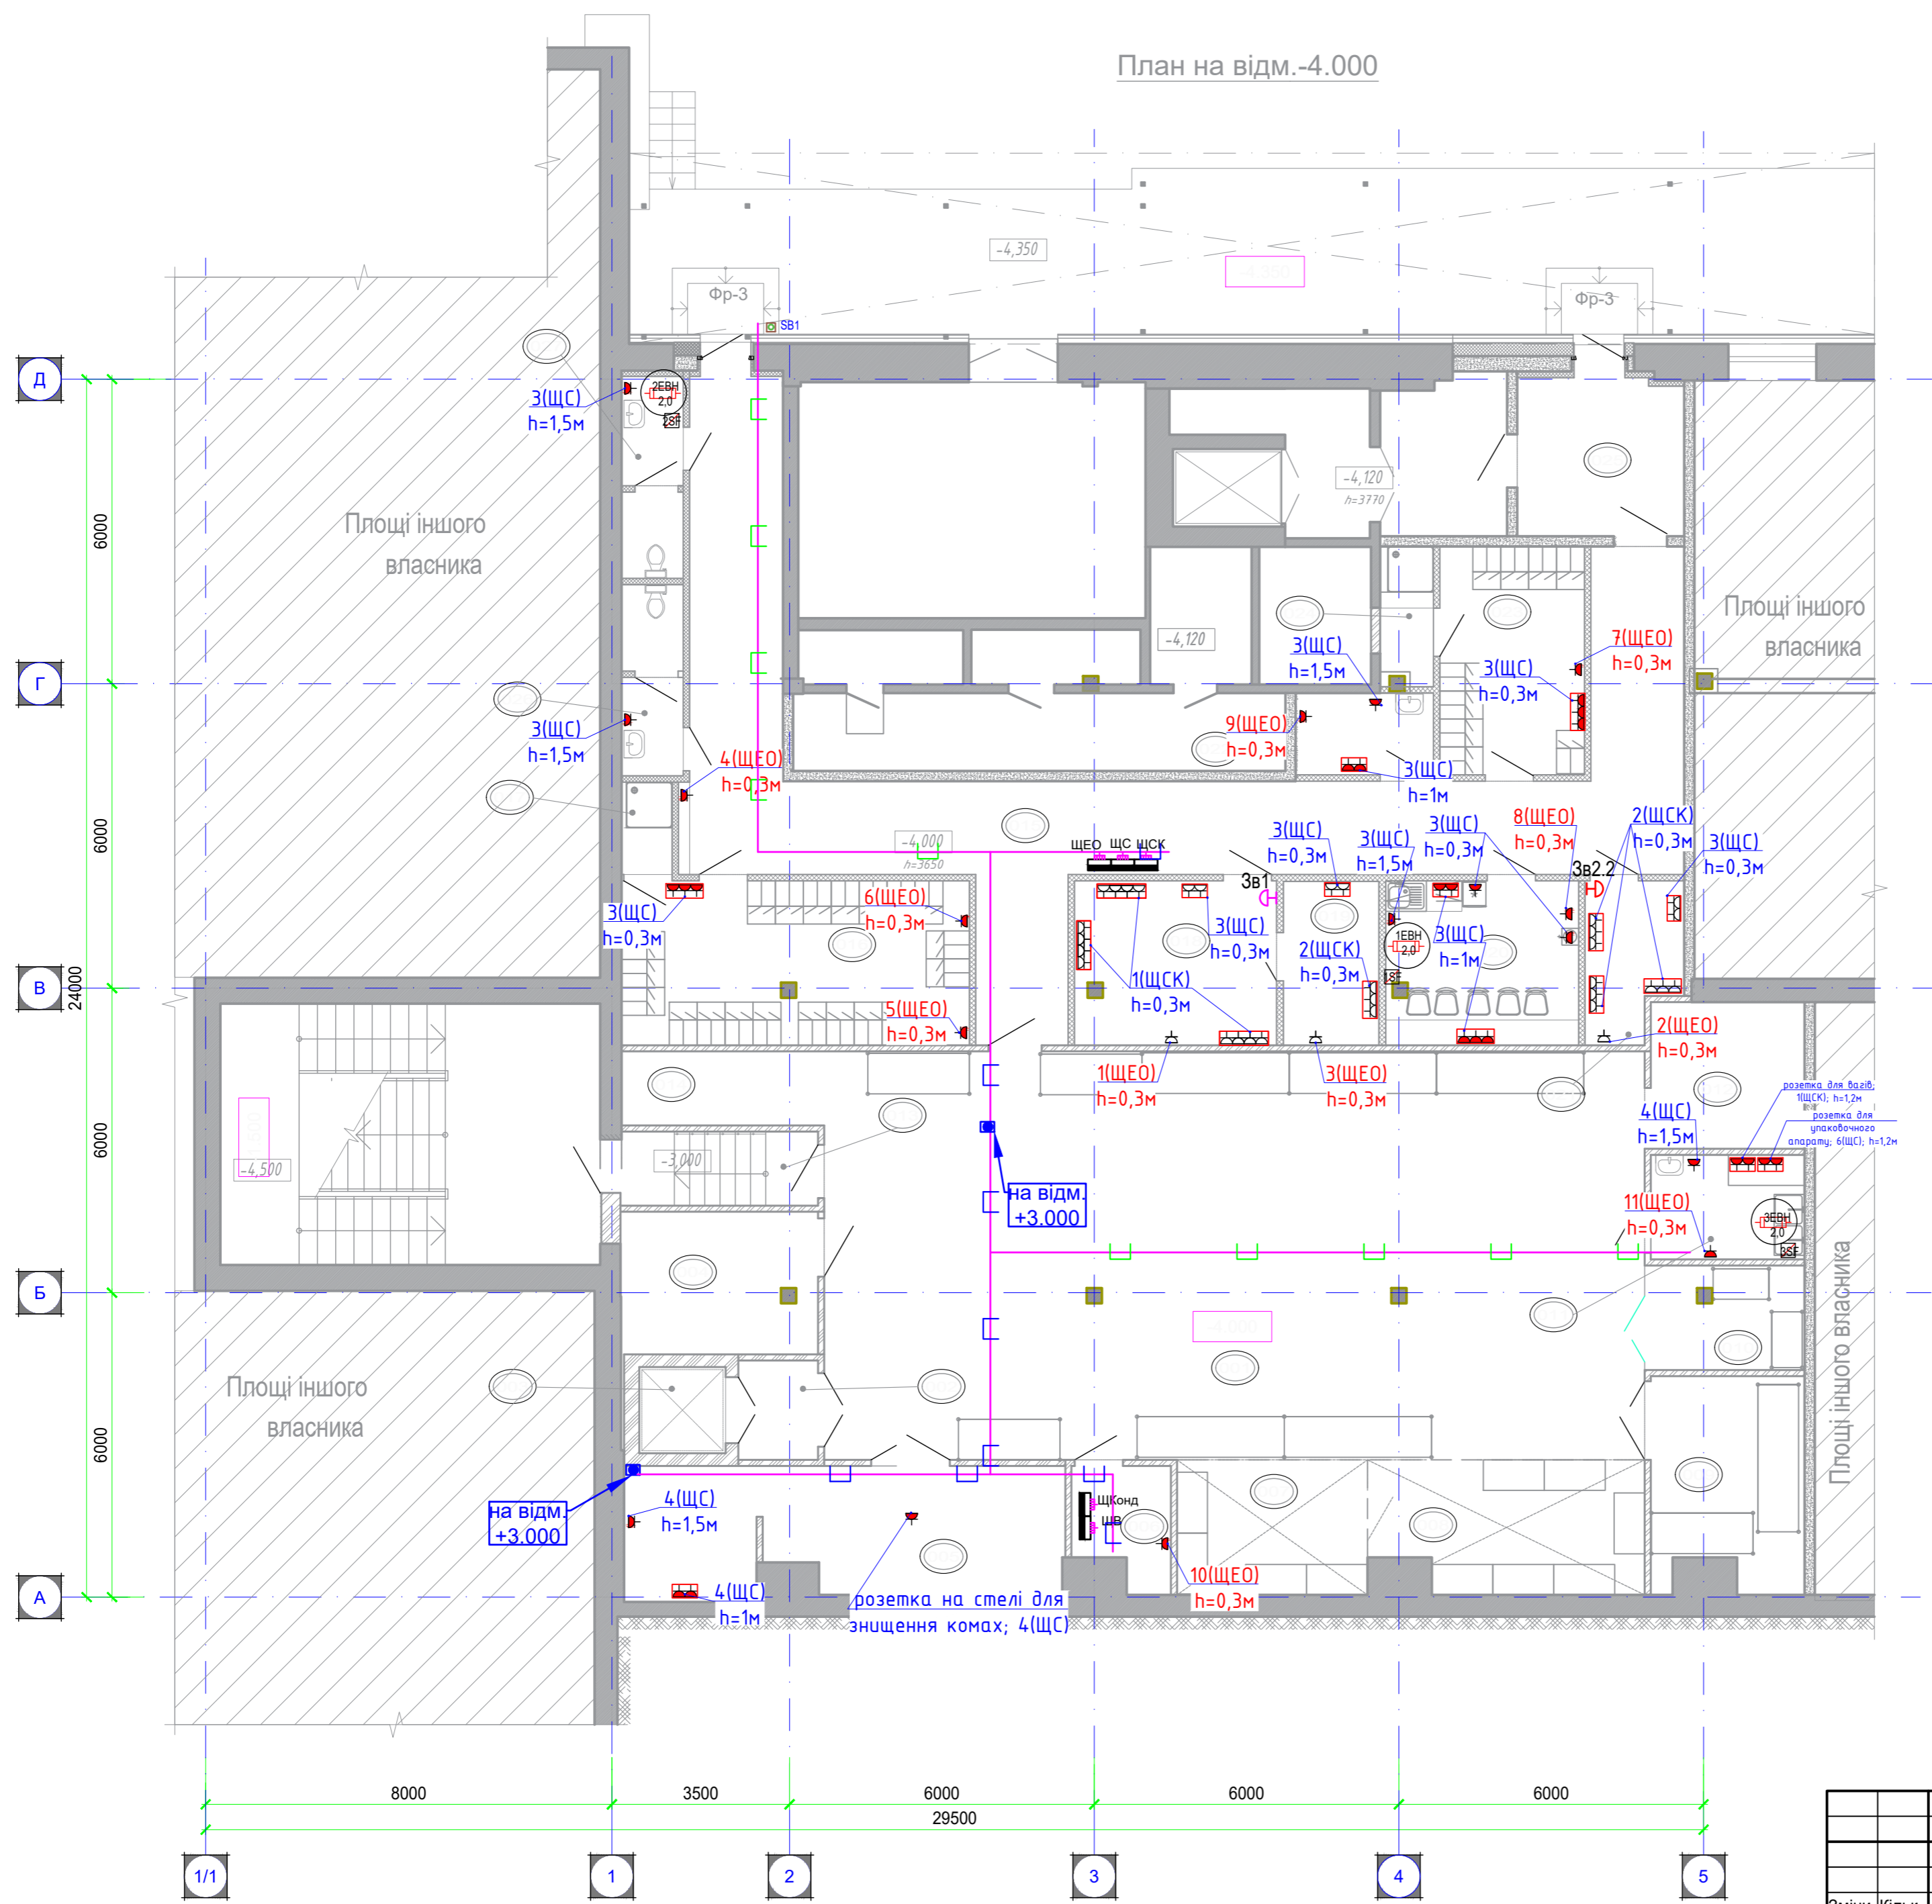 План на відм.-4.000
-4,350
Фр-3
Фр-3
SB1
Д
3(ЩС)
h=1,5м
2ЕВН
2,0
2SF
-4,120
h=3770
6000
Площі іншого
власника
Площі іншого
власника
-4,120
3(ЩС)
h=1,5м
7(ЩЕО)
h=0,3м
3(ЩС)
h=0,3м
Г
3(ЩС)
h=1,5м
9(ЩЕО)
h=0,3м
4(ЩЕО)
h=0,3м
3(ЩС)
h=1м
6000
-4,000
h=3650
ЩЕО
ЩС
ЩСК
3(ЩС)
h=0,3м
3(ЩС)
h=1,5м
3(ЩС)
h=0,3м
8(ЩЕО)
h=0,3м
2(ЩСК)
h=0,3м
3(ЩС)
h=0,3м
Зв1
Зв2.2
3(ЩС)
h=0,3м
6(ЩЕО)
h=0,3м
3(ЩС)
h=0,3м
2(ЩСК)
h=0,3м
1ЕВН
2,0
1SF
3(ЩС)
h=1м
1(ЩСК)
h=0,3м
В
24000
5(ЩЕО)
h=0,3м
1(ЩЕО)
h=0,3м
3(ЩЕО)
h=0,3м
2(ЩЕО)
h=0,3м
розетка для вагів;
1(ЩСК); h=1,2м
розетка для
упаковочного
апарату; 6(ЩС); h=1,2м
4(ЩС)
h=1,5м
6000
-4,500
-3,000
на відм.
+3.000
11(ЩЕО)
h=0,3м
3ЕВН
2,0
3SF
Б
-4.000
Площі іншого
власника
Площі іншого власника
6000
на відм.
+3.000
4(ЩС)
h=1,5м
ЩКонд
ЩВ
10(ЩЕО)
h=0,3м
А
4(ЩС)
h=1м
розетка на стелі для
знищення комах; 4(ЩС)
8000
3500
6000
6000
6000
29500
1/1
1
2
3
4
5